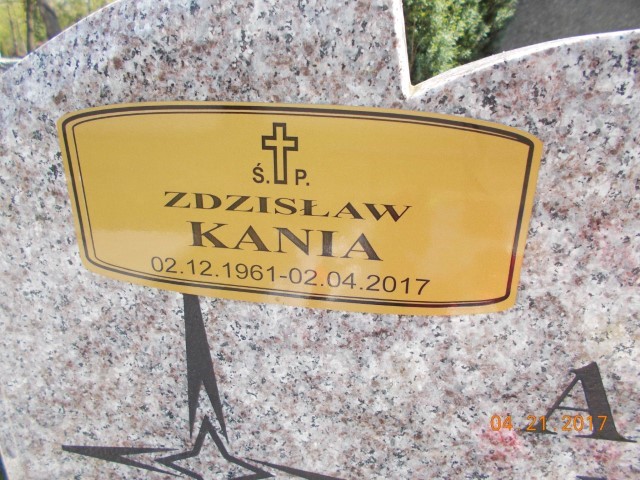 Ś. P.
ZDZISŁAW
KANIA
02.12.1961-02.04.2017
A
04 21 2017